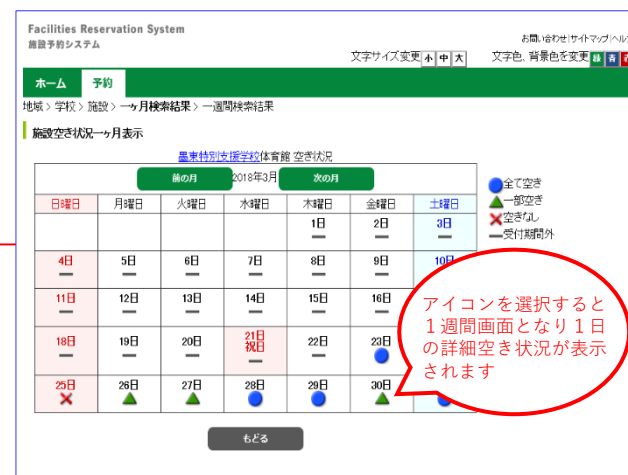 Facilities Reservation System
施設予約システム
お問い合わせ|サイトマップ|ヘル
文字サイズ変更 小 中 大 文字色、背景色を変更 緑 青
ホーム 予約
地域 > 学校 > 施設 > 一ヶ月検索結果 > 一週間検索結果
施設空き状況一ヶ月表示
墨東特別支援学校体育館 空き状況
前の月 2018年3月 次の月
日曜日 月曜日 火曜日 水曜日 木曜日 金曜日 土曜日
1日 2日 3日
4日 5日 6日 7日 8日 9日 10日
11日 12日 13日 14日 15日 16日
18日 19日 20日 21日 22日 23日
祝日
25日 26日 27日 28日 29日 30日
もどる
全て空き
一部空き
空きなし
受付期間外
アイコンを選択すると
１週間画面となり１日
の詳細空き状況が表示
されます